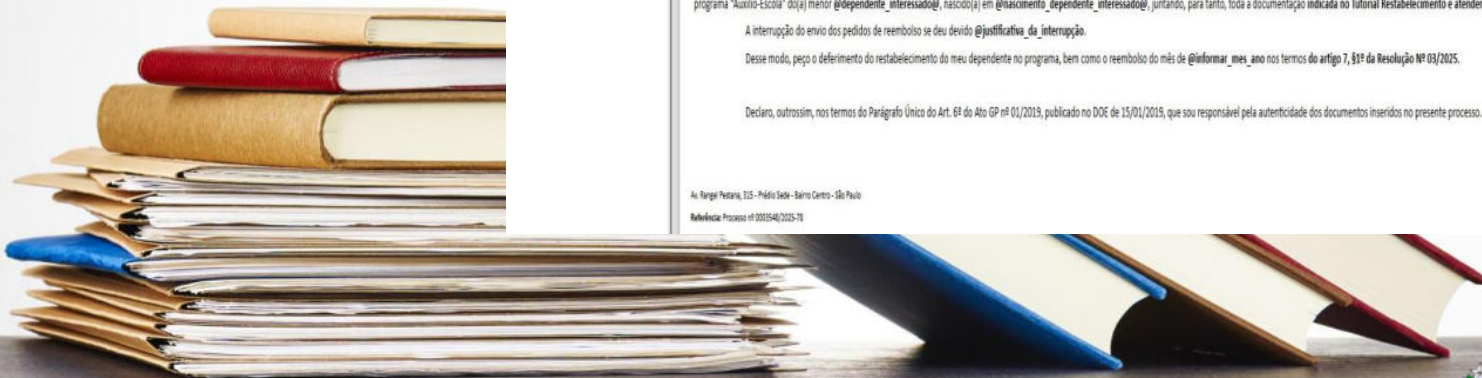 programa "Auxílio-Escola" do(a) menor @dependente_interessado@, nascido(a) em @nascimento_dependente_interessado@, juntando, para tanto, toda a documentação indicada no Tutorial Restabelecimento e atender
A interrupção do envio dos pedidos de reembolso se deu devido @justificativa_da_interrupção.
Desse modo, peço o deferimento do restabelecimento do meu dependente no programa, bem como o reembolso do mês de @informar_mes_ano nos termos do artigo 7, §1º da Resolução Nº 03/2025.
Declaro, outrossim, nos termos do Parágrafo Único do Art. 6º do Ato GP nº 01/2019, publicado no DOE de 15/01/2019, que sou responsável pela autenticidade dos documentos inseridos no presente processo.
Av. Rangel Pestana, 315 - Prédio Sede - Bairro Centro - São Paulo
Referência: Processo nº 0003548/2025-78